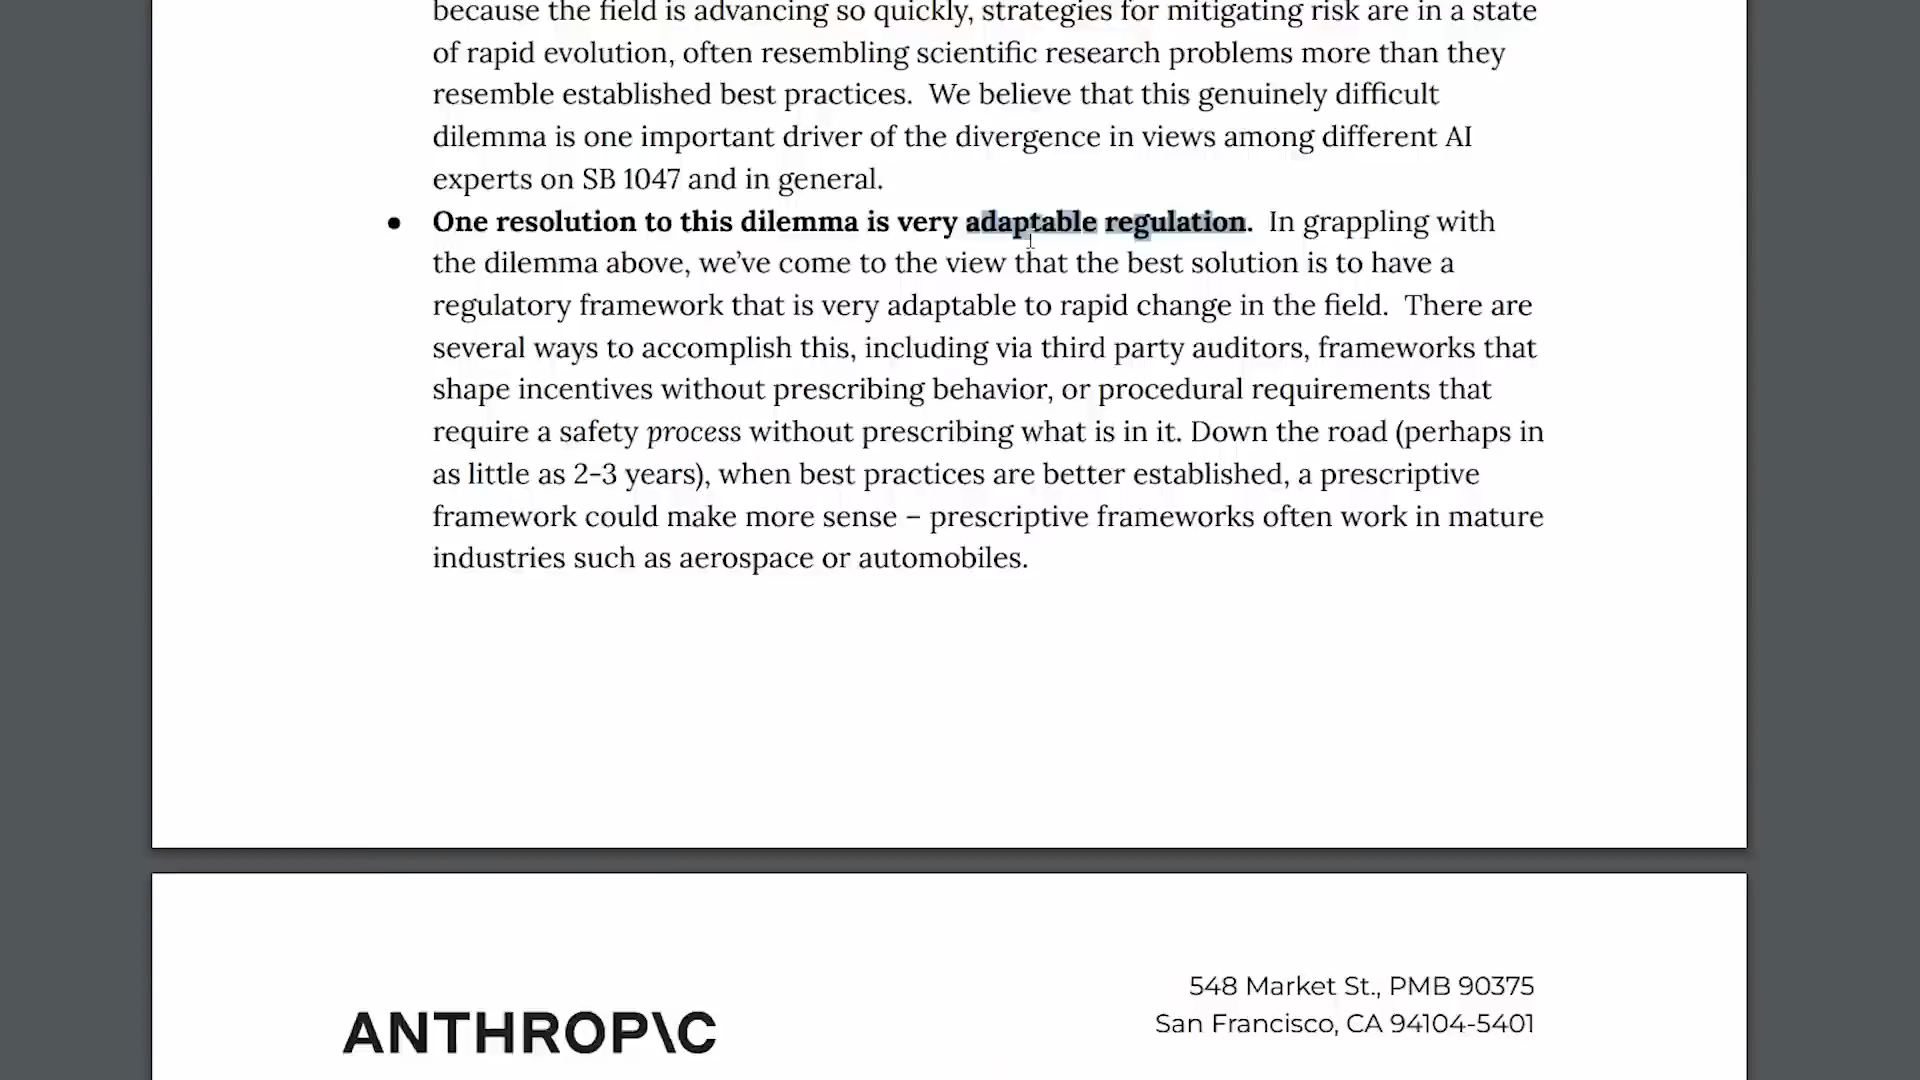 because the field is advancing so quickly, strategies for mitigating risk are in a state
of rapid evolution, often resembling scientific research problems more than they
resemble established best practices.  We believe that this genuinely difficult
dilemma is one important driver of the divergence in views among different AI
experts on SB 1047 and in general.
● One resolution to this dilemma is very adaptable regulation.  In grappling with
the dilemma above, we’ve come to the view that the best solution is to have a
regulatory framework that is very adaptable to rapid change in the field.  There are
several ways to accomplish this, including via third party auditors, frameworks that
shape incentives without prescribing behavior, or procedural requirements that
require a safety process without prescribing what is in it. Down the road (perhaps in
as little as 2-3 years), when best practices are better established, a prescriptive
framework could make more sense – prescriptive frameworks often work in mature
industries such as aerospace or automobiles.
548 Market St., PMB 90375
San Francisco, CA 94104-5401
ANTHROP\C